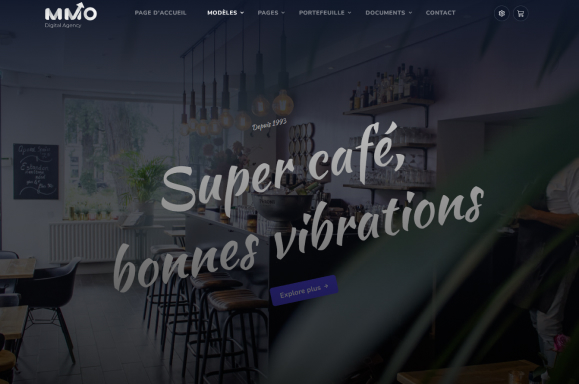 MMO
Digital Agency
PAGE D'ACCUEIL
MODÈLES
PAGES
PORTEFEUILLE
DOCUMENTS
CONTACT
Depuis 1993
Super café,
bonnes vibrations
Explore plus